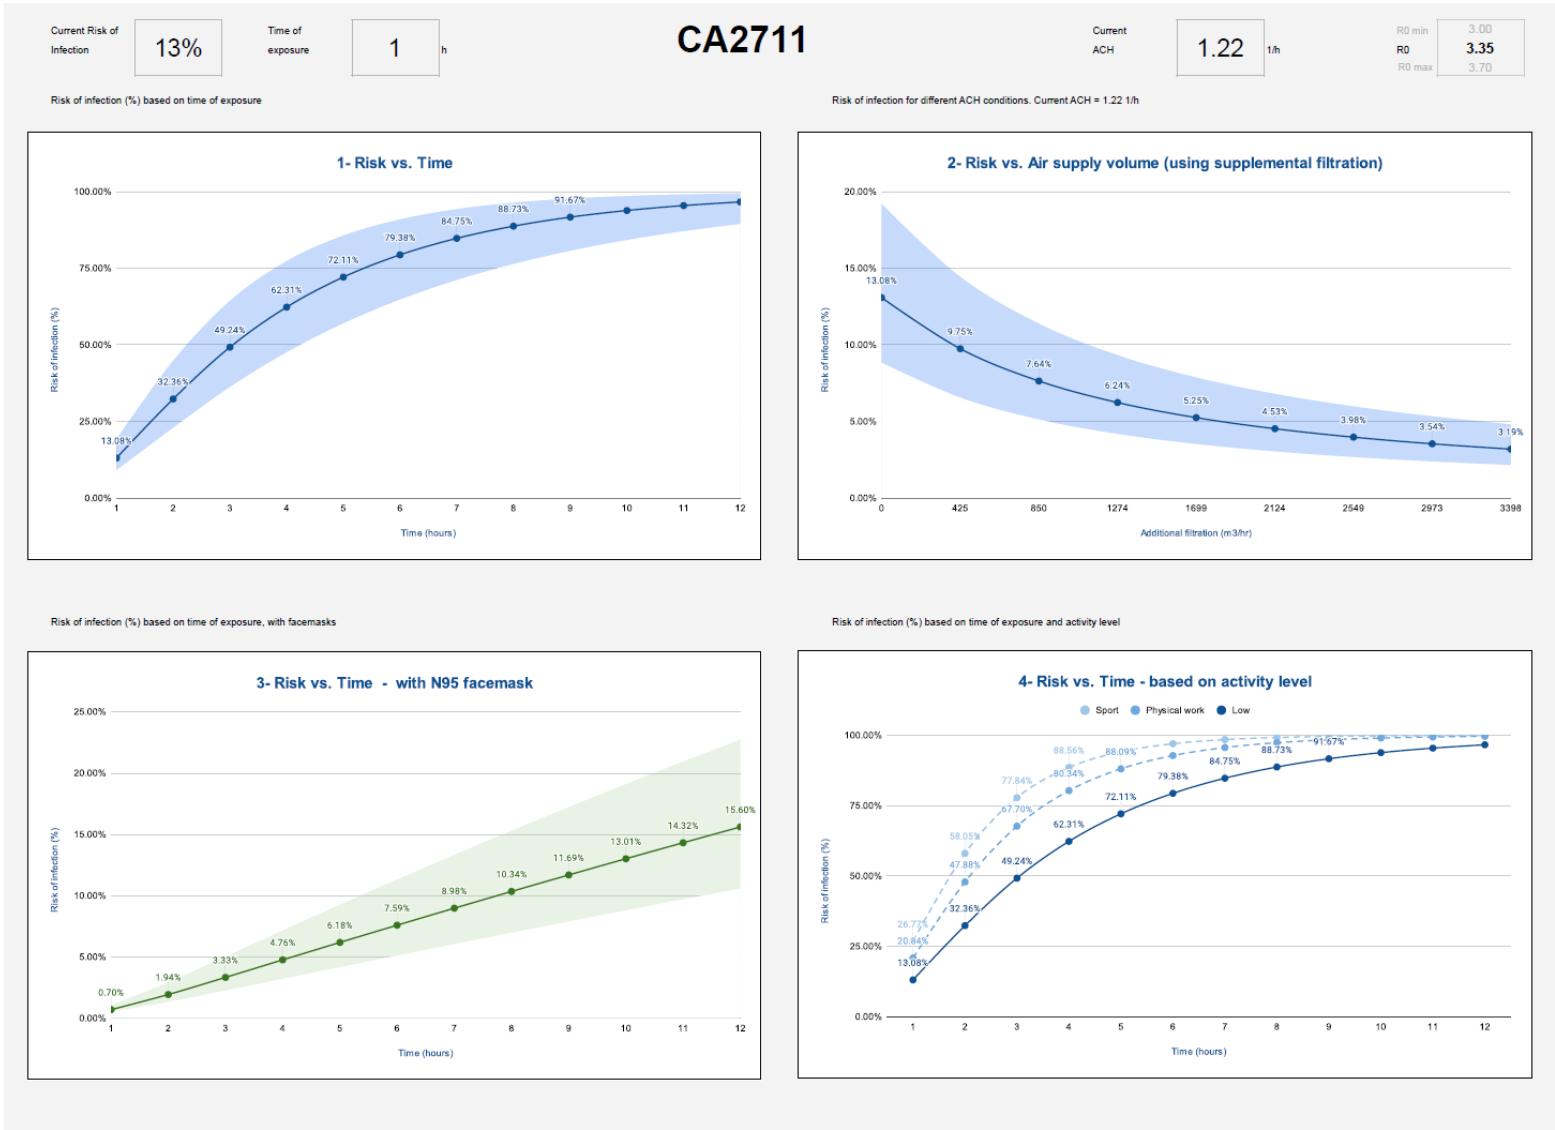 Current Risk of
Infection
13%
Time of
exposure
1
h
CA2711
Current
ACH
1.22
1/h
R0 min
3.00
R0
3.35
R0 max
3.70
Risk of infection (%) based on time of exposure
Risk of infection for different ACH conditions. Current ACH = 1.22 1/h
1- Risk vs. Time
100.00%
75.00%
50.00%
25.00%
0.00%
Risk of infection (%)
13.08%
32.36%
49.24%
62.31%
72.11%
79.38%
84.75%
88.73%
91.67%
1 2 3 4 5 6 7 8 9 10 11 12
Time (hours)
2- Risk vs. Air supply volume (using supplemental filtration)
20.00%
15.00%
10.00%
5.00%
0.00%
Risk of infection (%)
13.08%
9.75%
7.64%
6.24%
5.25%
4.53%
3.98%
3.54%
3.19%
0 425 850 1274 1699 2124 2549 2973 3398
Additional filtration (m3/hr)
Risk of infection (%) based on time of exposure, with facemasks
Risk of infection (%) based on time of exposure and activity level
3- Risk vs. Time - with N95 facemask
25.00%
20.00%
15.00%
10.00%
5.00%
0.00%
Risk of infection (%)
0.70%
1.94%
3.33%
4.76%
6.18%
7.59%
8.98%
10.34%
11.69%
13.01%
14.32%
15.60%
1 2 3 4 5 6 7 8 9 10 11 12
Time (hours)
4- Risk vs. Time - based on activity level
Sport Physical work Low
100.00%
75.00%
50.00%
25.00%
0.00%
Risk of infection (%)
26.77%
58.05%
77.84%
88.56%
20.84%
47.88%
67.70%
80.34%
88.09%
13.08%
32.36%
49.24%
62.31%
72.11%
79.38%
84.75%
88.73%
91.67%
1 2 3 4 5 6 7 8 9 10 11 12
Time (hours)